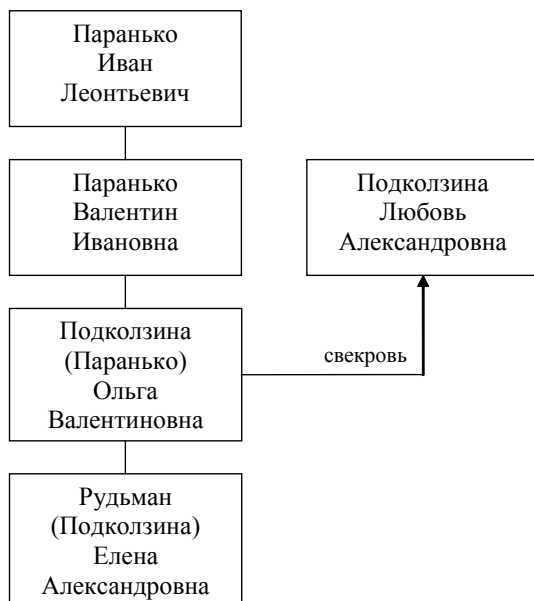 Паранько
Иван
Леонтьевич
Паранько
Валентин
Ивановна
Подколзина
Любовь
Александровна
Подколзина
(Паранько)
Ольга
Валентиновна
свекровь
Рудьман
(Подколзина)
Елена
Александровна